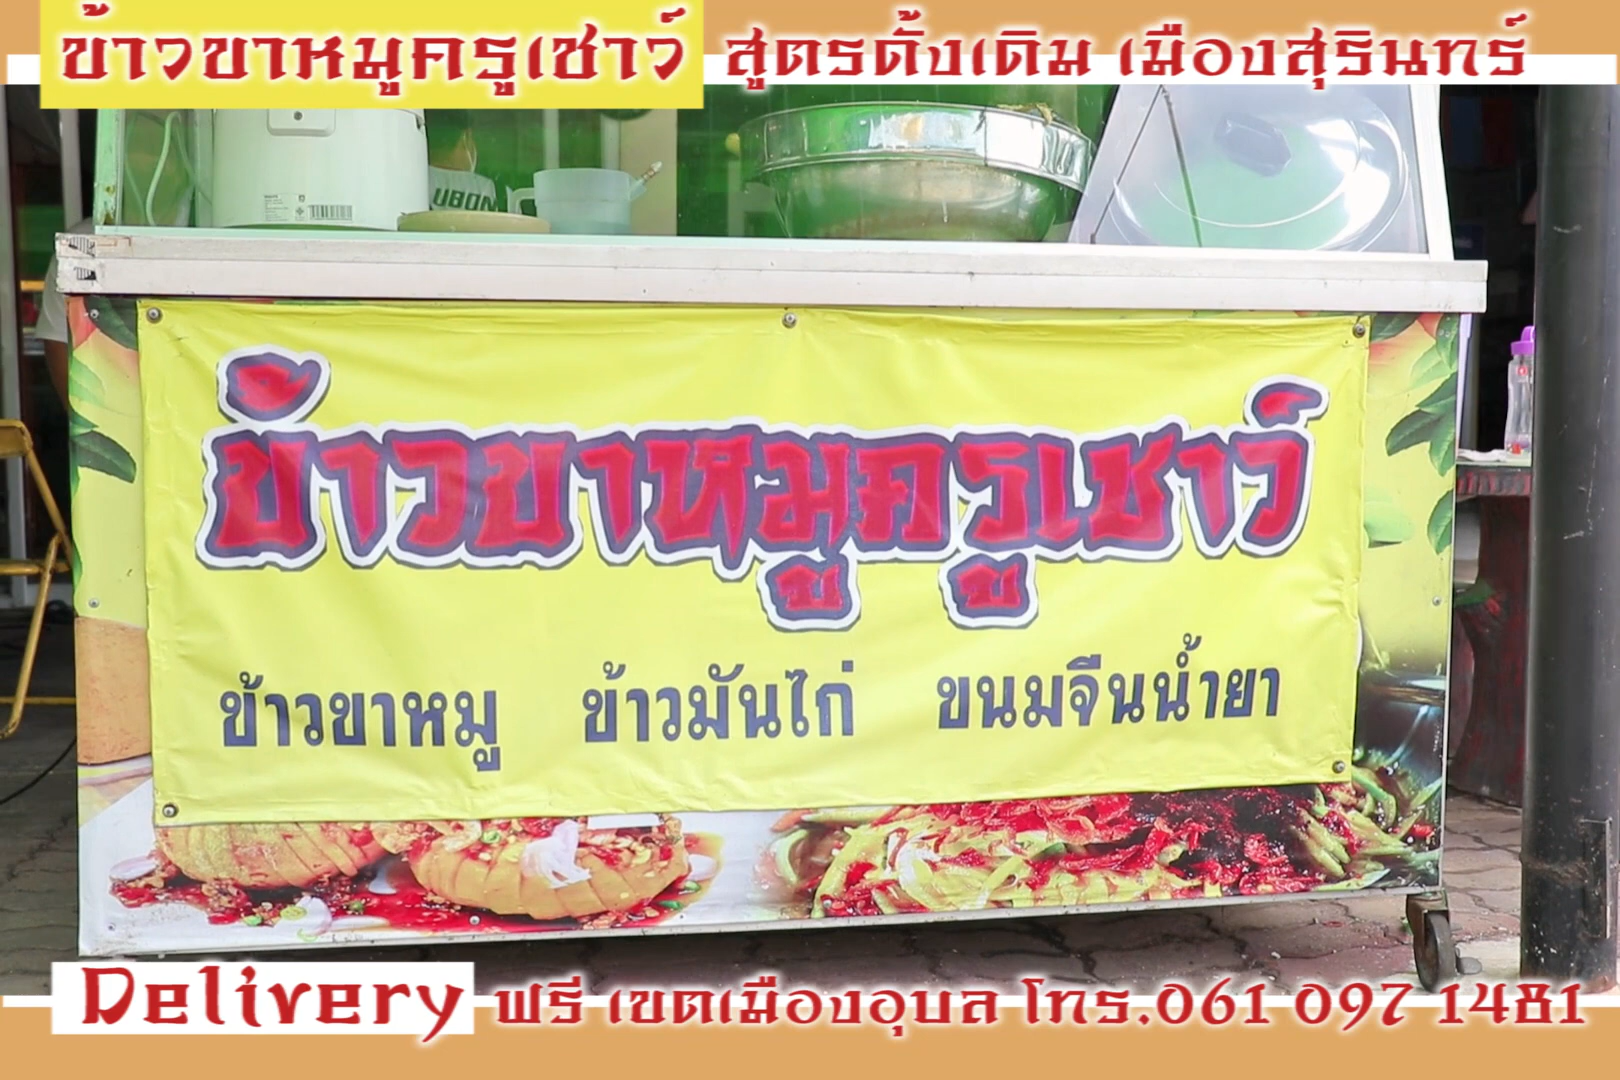 ข้าวขาหมูครูเชาว์ สูตรดั้งเดิม เมืองสุรินทร์
UBON
ข้าวขาหมูครูเชาว์
ข้าวขาหมู ข้าวมันไก่ ขนมจีนน้ำยา
Delivery ฟรี เขตเมืองอุบล โทร.061 097 1481